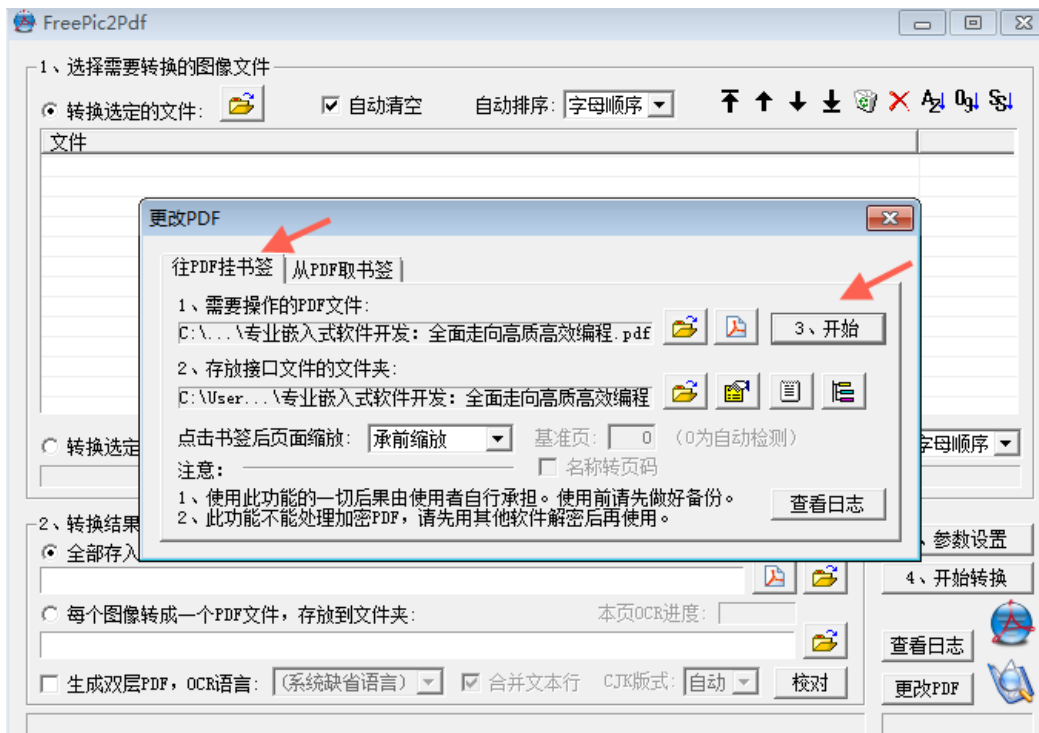 FreePic2Pdf
1、选择需要转换的图像文件
转换选定的文件: 自动清空 自动排序: 字母顺序
文件
更改PDF
往PDF挂书签 从PDF取书签
1、需要操作的PDF文件:
C:\...\专业嵌入式软件开发：全面走向高质高效编程.pdf 3、开始
2、存放接口文件的文件夹:
C:\User...\专业嵌入式软件开发：全面走向高质高效编程
点击书签后页面缩放: 承前缩放 基准页: 0 (0为自动检测)
转换选定 字母顺序
注意: 名称转页码
1、使用此功能的一切后果由使用者自行承担。使用前请先做好备份。
2、此功能不能处理加密PDF，请先用其他软件解密后再使用。
查看日志
2、转换结果
全部存入 、参数设置
4、开始转换
每个图像转成一个PDF文件，存放到文件夹: 本页OCR进度:
查看日志
生成双层PDF，OCR语言: (系统缺省语言) 合并文本行 CJK版式: 自动 校对 更改PDF